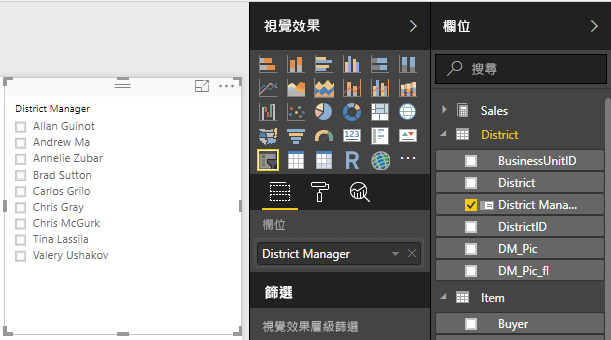 District Manager
Allan Guinot
Andrew Ma
Annelie Zubar
Brad Sutton
Carlos Grilo
Chris Gray
Chris McGurk
Tina Lassila
Valery Ushakov
視覺效果
123
R
欄位
District Manager
篩選
視覺效果層級篩選
欄位
搜尋
Sales
District
BusinessUnitID
District
District Mana...
DistrictID
DM_Pic
DM_Pic_fl
Item
Buyer